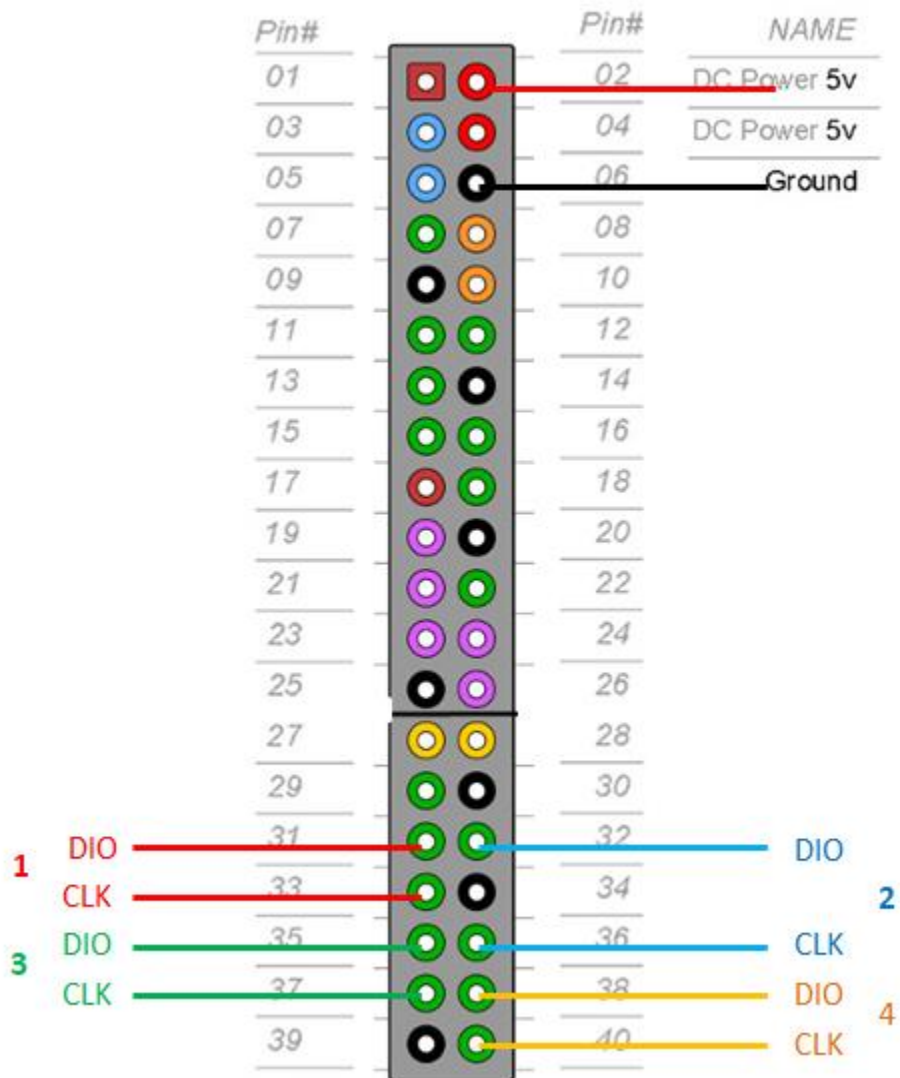 Pin# Pin# NAME
01 02 DC Power 5v
03 04 DC Power 5v
05 06 Ground
07 08
09 10
11 12
13 14
15 16
17 18
19 20
21 22
23 24
25 26
27 28
29 30
1 DIO 31 32 DIO
CLK 33 34 2
3 DIO 35 36 CLK
CLK 37 38 DIO 4
39 40 CLK